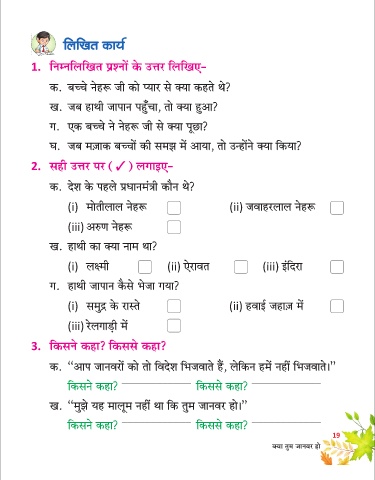 लिखित कार्य
1. निम्नलिखित प्रश्नों के उत्तर लिखिए–
क. बच्चे नेहरू जी को प्यार से क्या कहते थे?
ख. जब हाथी जापान पहुँचा, तो क्या हुआ?
ग. एक बच्चे ने नेहरू जी से क्या पूछा?
घ. जब मज़ाक बच्चों की समझ में आया, तो उन्होंने क्या किया?
2. सही उत्तर पर (✓) लगाइए–
क. देश के पहले प्रधानमंत्री कौन थे?
(i) मोतीलाल नेहरू (ii) जवाहरलाल नेहरू
(iii) अरुण नेहरू
ख. हाथी का क्या नाम था?
(i) लक्ष्मी (ii) ऐरावत (iii) इंदिरा
ग. हाथी जापान कैसे भेजा गया?
(i) समुद्र के रास्ते (ii) हवाई जहाज़ में
(iii) रेलगाड़ी में
3. किसने कहा? किससे कहा?
क. “आप जानवरों को तो विदेश भिजवाते हैं, लेकिन हमें नहीं भिजवाते।”
किसने कहा? किससे कहा?
ख. “मुझे यह मालूम नहीं था कि तुम जानवर हो।”
किसने कहा? किससे कहा?
19
क्या तुम जानवर हो